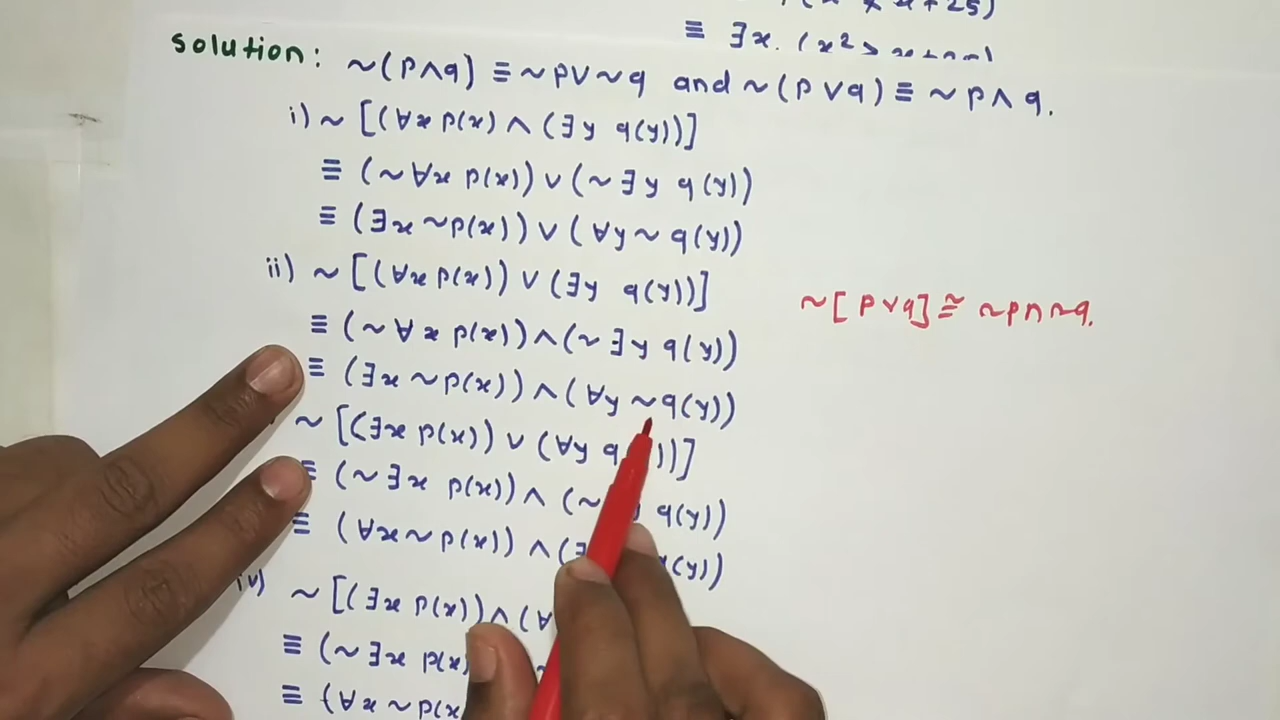 ≡ ∃x. (x² > x
solution: ~(p∧q) ≡ ~p∨~q and ~(p∨q) ≡ ~p∧q.
i) ~[(∀x p(x) ∧ (∃y q(y))]
≡ (~∀x p(x)) ∨ (~∃y q(y))
≡ (∃x ~p(x)) ∨ (∀y ~ q(y))
ii) ~[(∀x p(x)) ∨ (∃y q(y))]
~[p∨q] ≅ ~p∧~q.
≡ (~∀x p(x)) ∧ (~∃y q(y))
≡ (∃x ~p(x)) ∧ (∀y ~q(y))
~[(∃x p(x)) ∨ (∀y q ))]
≡ (~∃x p(x)) ∧ (~ q(y))
≡ (∀x ~p(x)) ∧ (∃ (y))
iv) ~[(∃x p(x)) ∧ (∀
≡ (~∃x p(x)
≡ (∀x ~p(x)